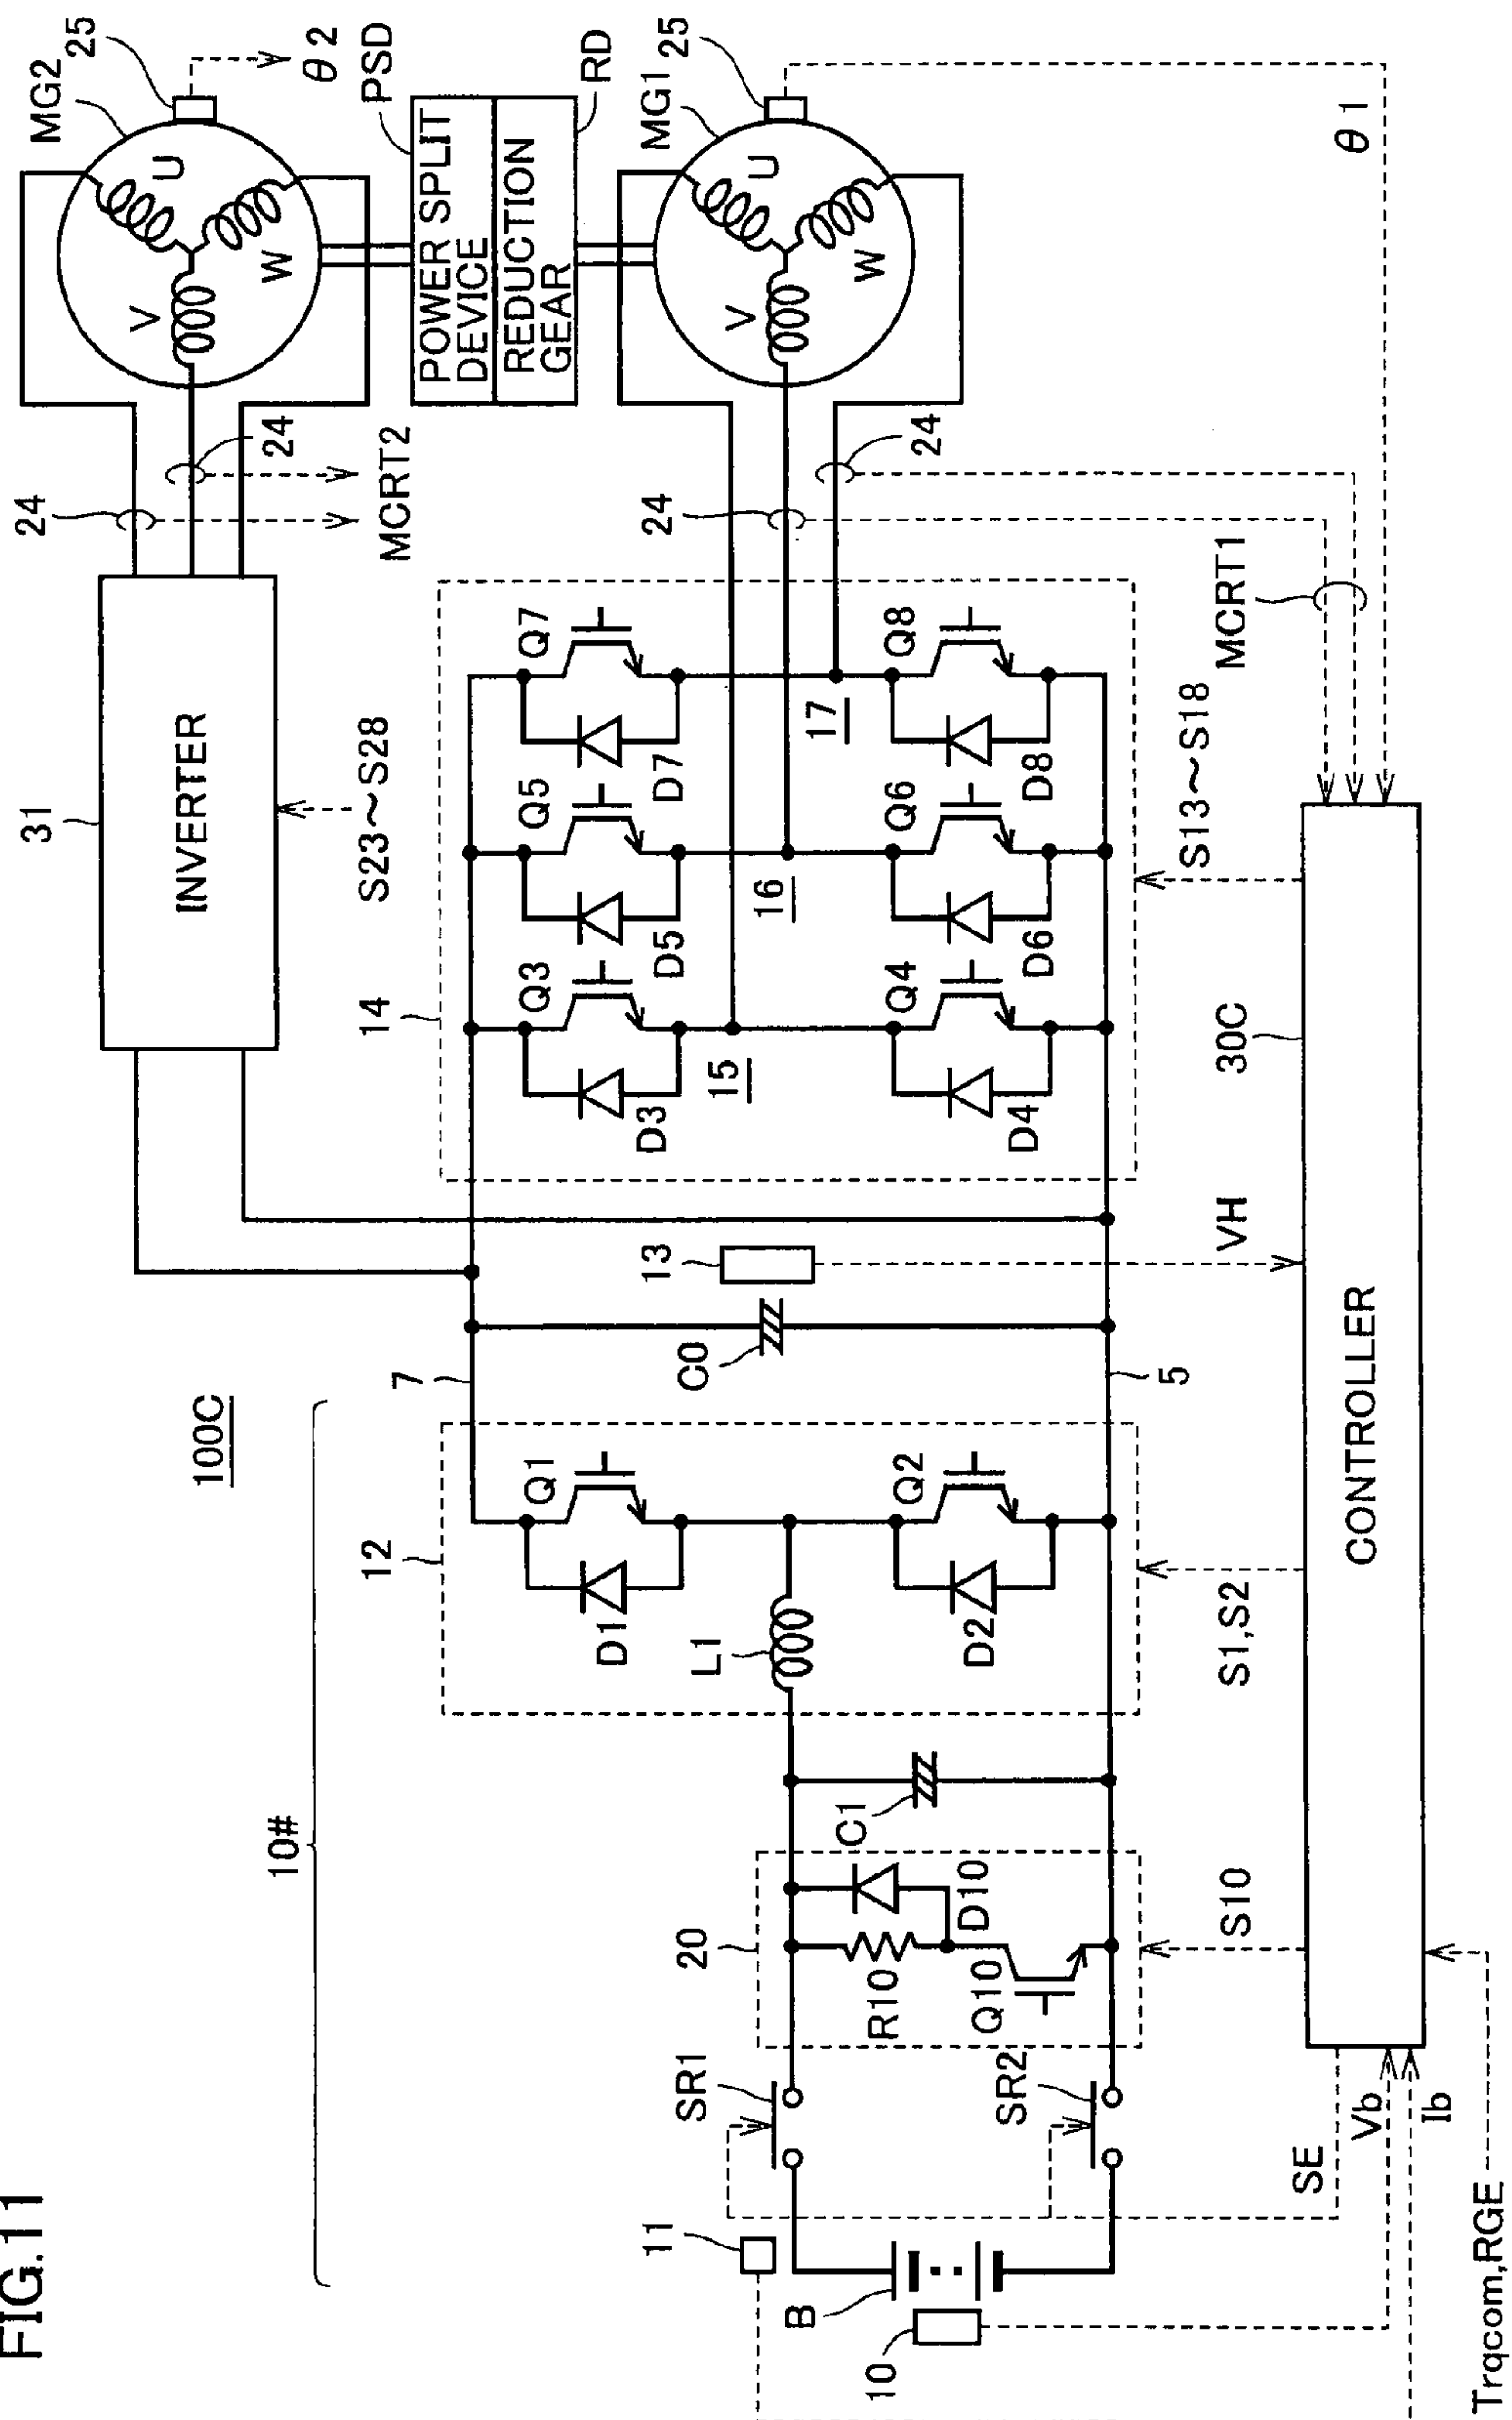 FIG.11
100C
10#
31
INVERTER
S23～S28
24
24
MCRT2
MG2
25
θ2
U
V
W
PSD
POWER SPLIT
DEVICE
REDUCTION
GEAR
RD
MG1
25
U
V
W
24
24
θ1
MCRT1
12
Q1
D1
L1
Q2
D2
7
5
C0
13
VH
14
Q3
D3
Q5
D5
Q7
D7
15
16
17
Q4
D4
Q6
D6
Q8
D8
S13～S18
20
R10
D10
Q10
C1
S10
S1,S2
SR1
SR2
11
B
10
SE
Vb
Ib
Trqcom,RGE
CONTROLLER
30C